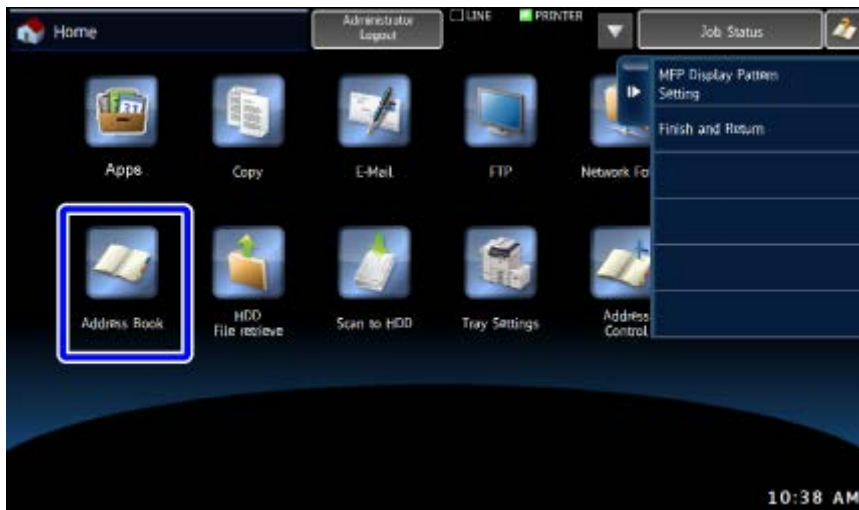 Home
Administrator
Logout
LINE
PRINTER
Job Status
MFP Display Pattern
Setting
Finish and Return
31
Apps
Copy
E-Mail
FTP
Network Fo
Address Book
HDD
File retrieve
Scan to HDD
Tray Settings
Address
Control
10:38 AM